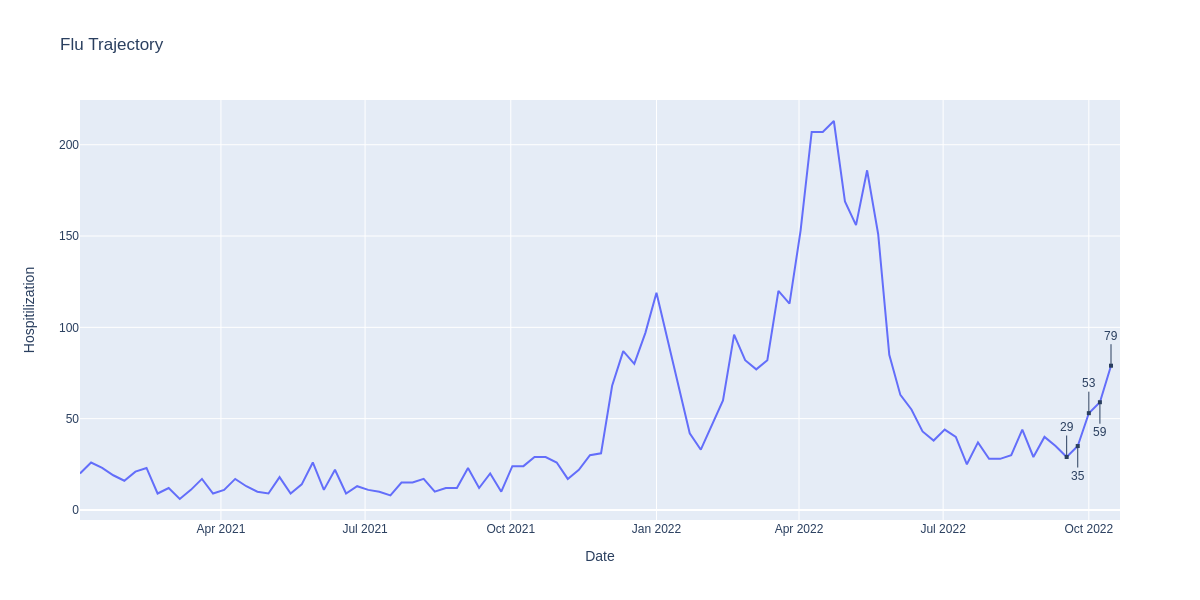 Flu Trajectory
Hospitilization
200
150
100
50
0
79
53
29
59
35
Apr 2021
Jul 2021
Oct 2021
Jan 2022
Apr 2022
Jul 2022
Oct 2022
Date